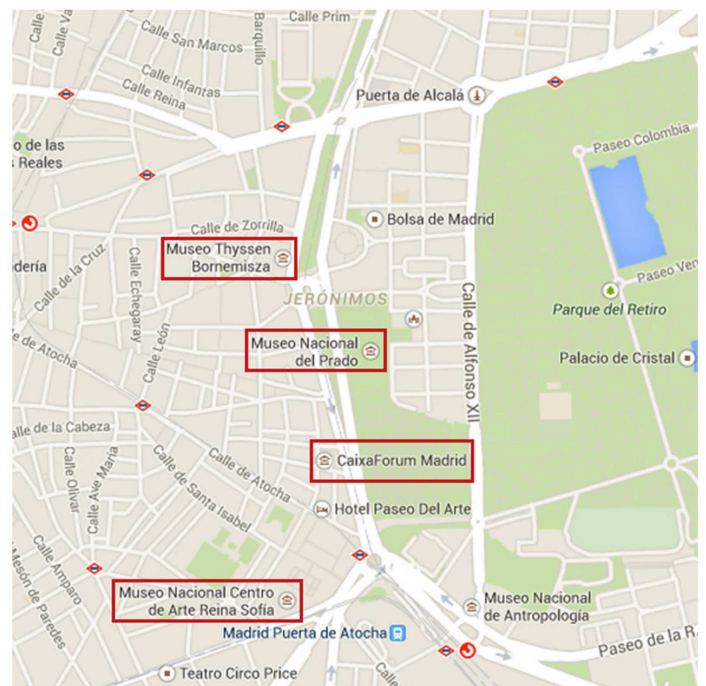 Calle Prim
Calle
Calle Va
Calle San Marcos
Barquillo
Calle Infantas
Calle Reina
Puerta de Alcalá
o de las
s Reales
Paseo Colombia
Calle de Zorrilla
Bolsa de Madrid
Museo Thyssen
Bornemisza
dería
Calle de la Cruz
Calle Echegaray
Paseo Ven
JERÓNIMOS
Calle de Alfonso XII
Parque del Retiro
Museo Nacional
del Prado
Palacio de Cristal
Calle León
le de Atocha
alle de la Cabeza
CaixaForum Madrid
Calle Olivar
Calle Ave María
Calle de Atocha
Calle de Santa Isabel
Hotel Paseo Del Arte
Calle Amparo
Mesón de Paredes
Museo Nacional Centro
de Arte Reina Sofía
Museo Nacional
de Antropología
Madrid Puerta de Atocha
Paseo de la R.
Teatro Circo Price